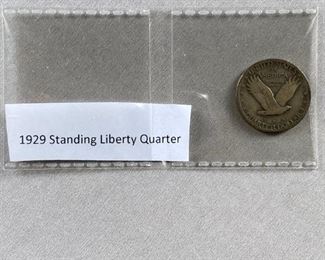 1929 Standing Liberty Quarter